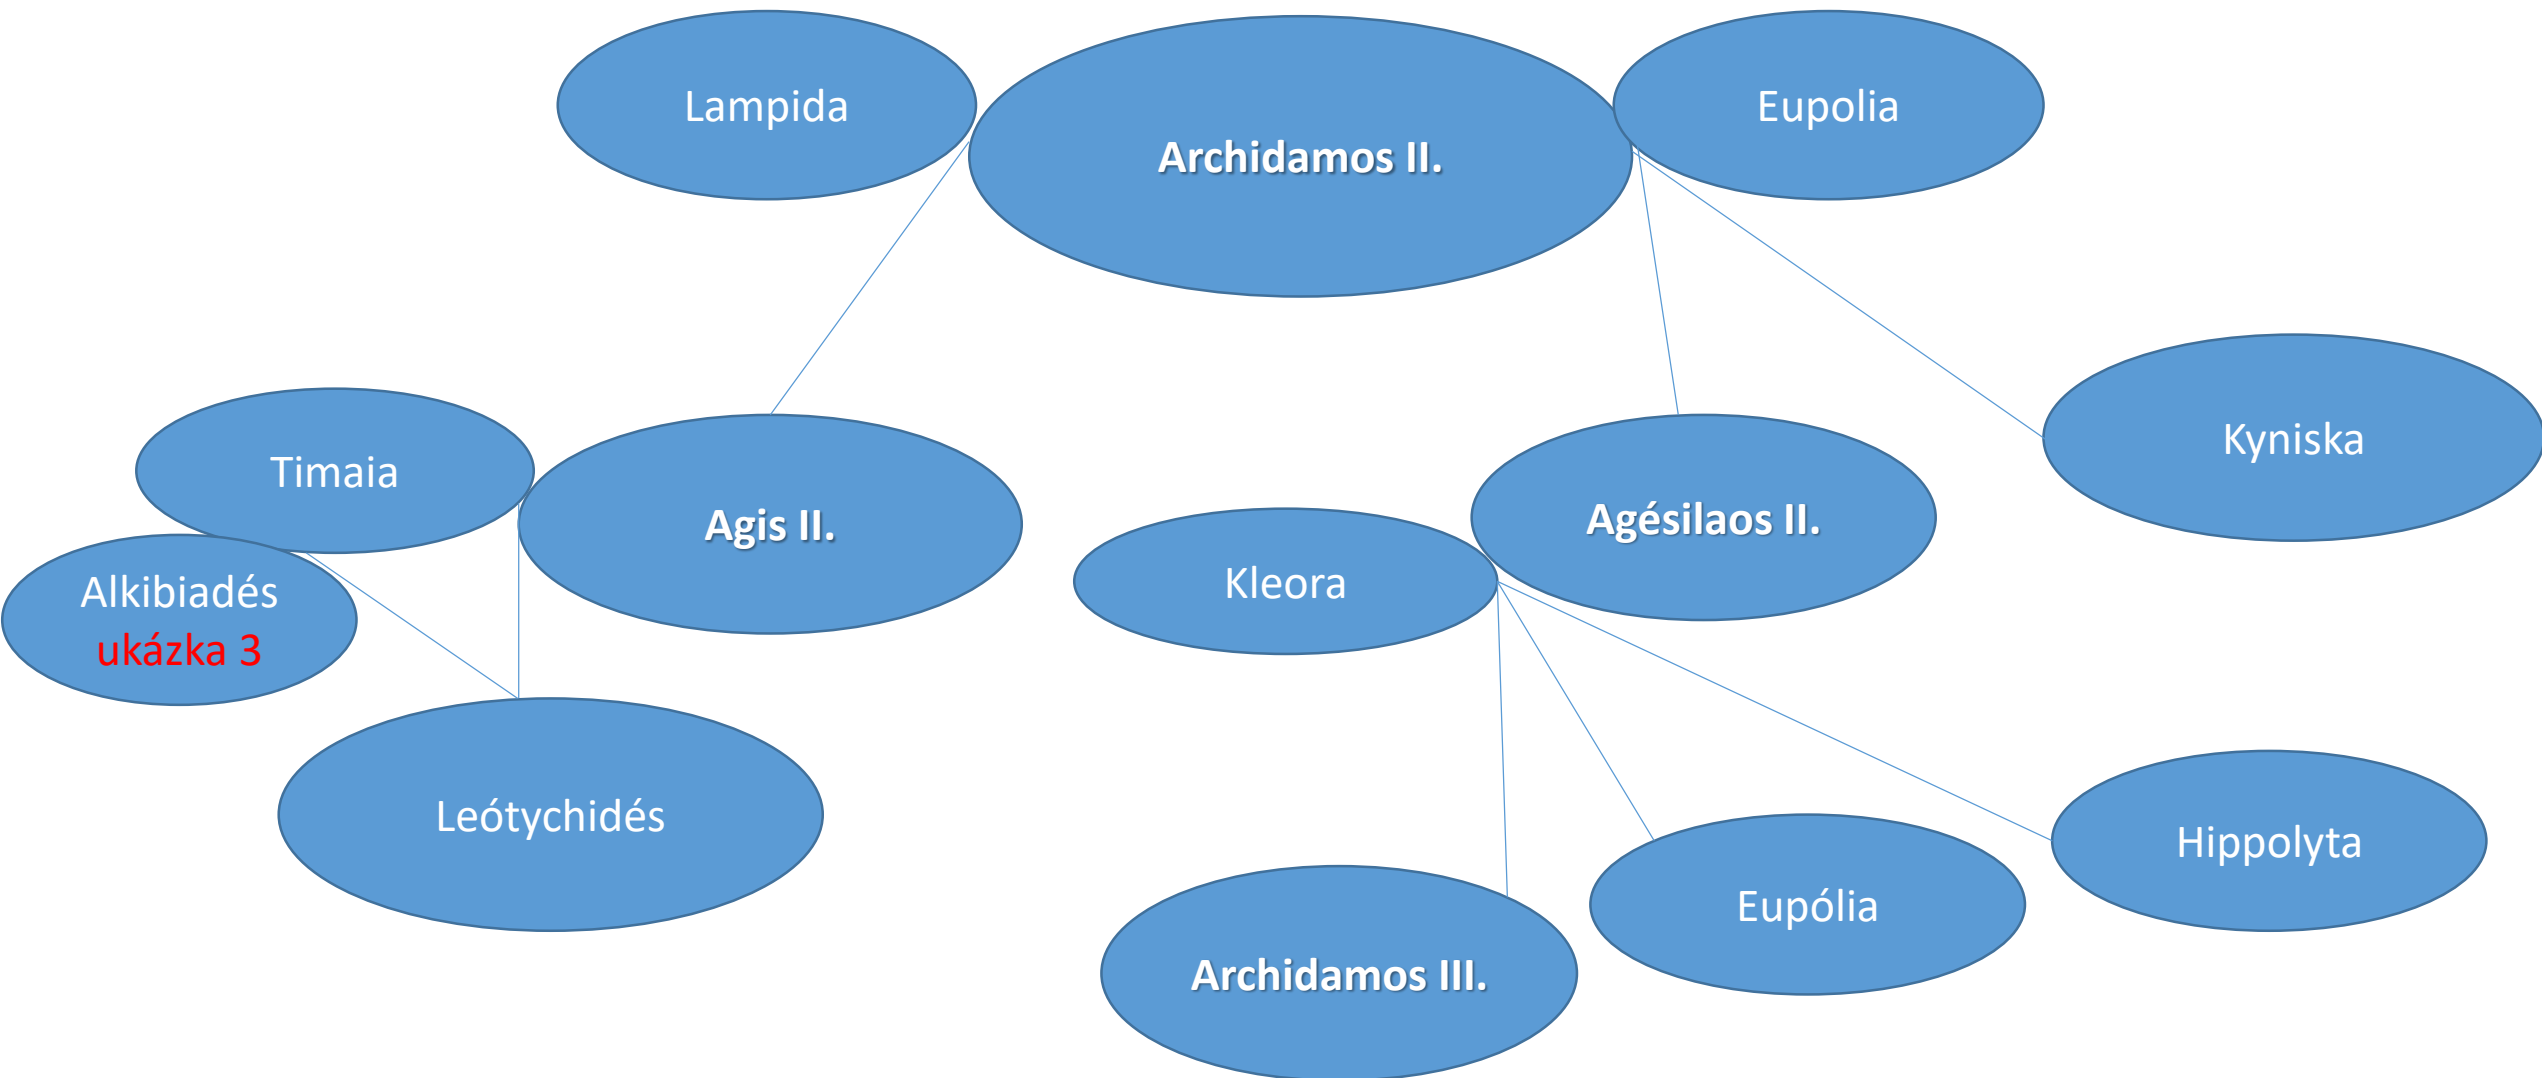 Lampida
Archidamos II.
Eupolia
Timaia
Agis II.
Agésilaos II.
Kyniska
Kleora
Alkibiadés
ukázka 3
Leótychidés
Hippolyta
Eupólia
Archidamos III.